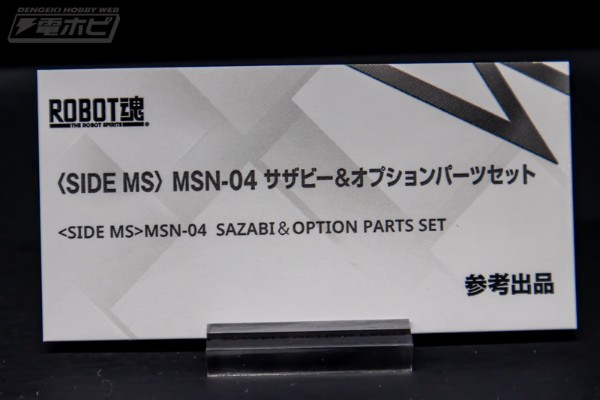 DENGEKI HOBBY WEB
電ホビ
ROBOT魂
THE ROBOT SPIRITS
〈SIDE MS〉 MSN-04 サザビー&オプションパーツセット
<SIDE MS>MSN-04 SAZABI&OPTION PARTS SET
参考出品